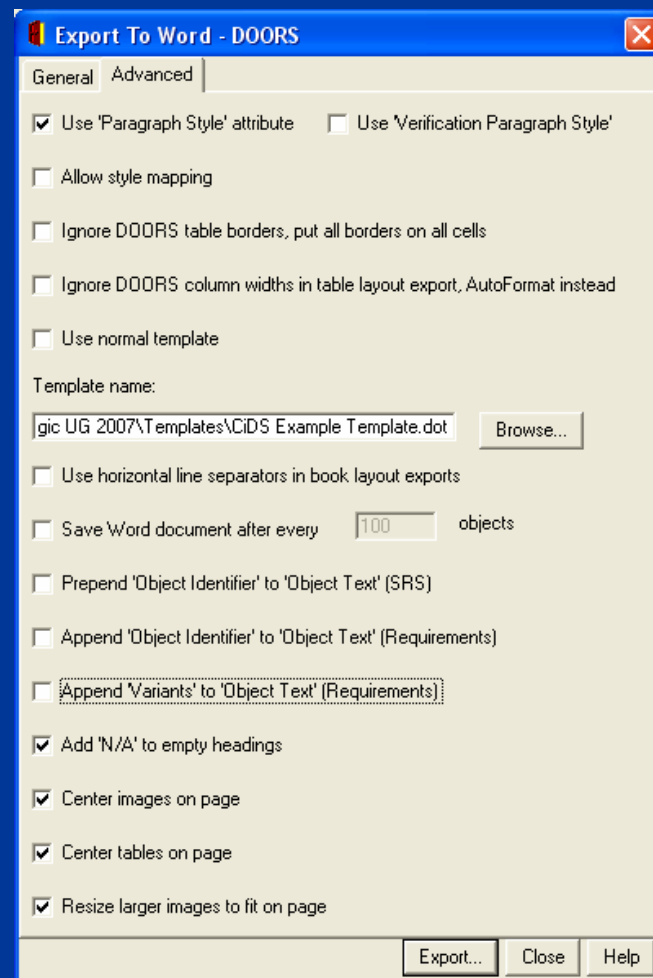 Export To Word - DOORS
General Advanced
Use 'Paragraph Style' attribute Use 'Verification Paragraph Style'
Allow style mapping
Ignore DOORS table borders, put all borders on all cells
Ignore DOORS column widths in table layout export, AutoFormat instead
Use normal template
Template name:
gic UG 2007\Templates\CiDS Example Template.dot Browse...
Use horizontal line separators in book layout exports
Save Word document after every 100 objects
Prepend 'Object Identifier' to 'Object Text' (SRS)
Append 'Object Identifier' to 'Object Text' (Requirements)
Append 'Variants' to 'Object Text' (Requirements)
Add 'N/A' to empty headings
Center images on page
Center tables on page
Resize larger images to fit on page
Export... Close Help